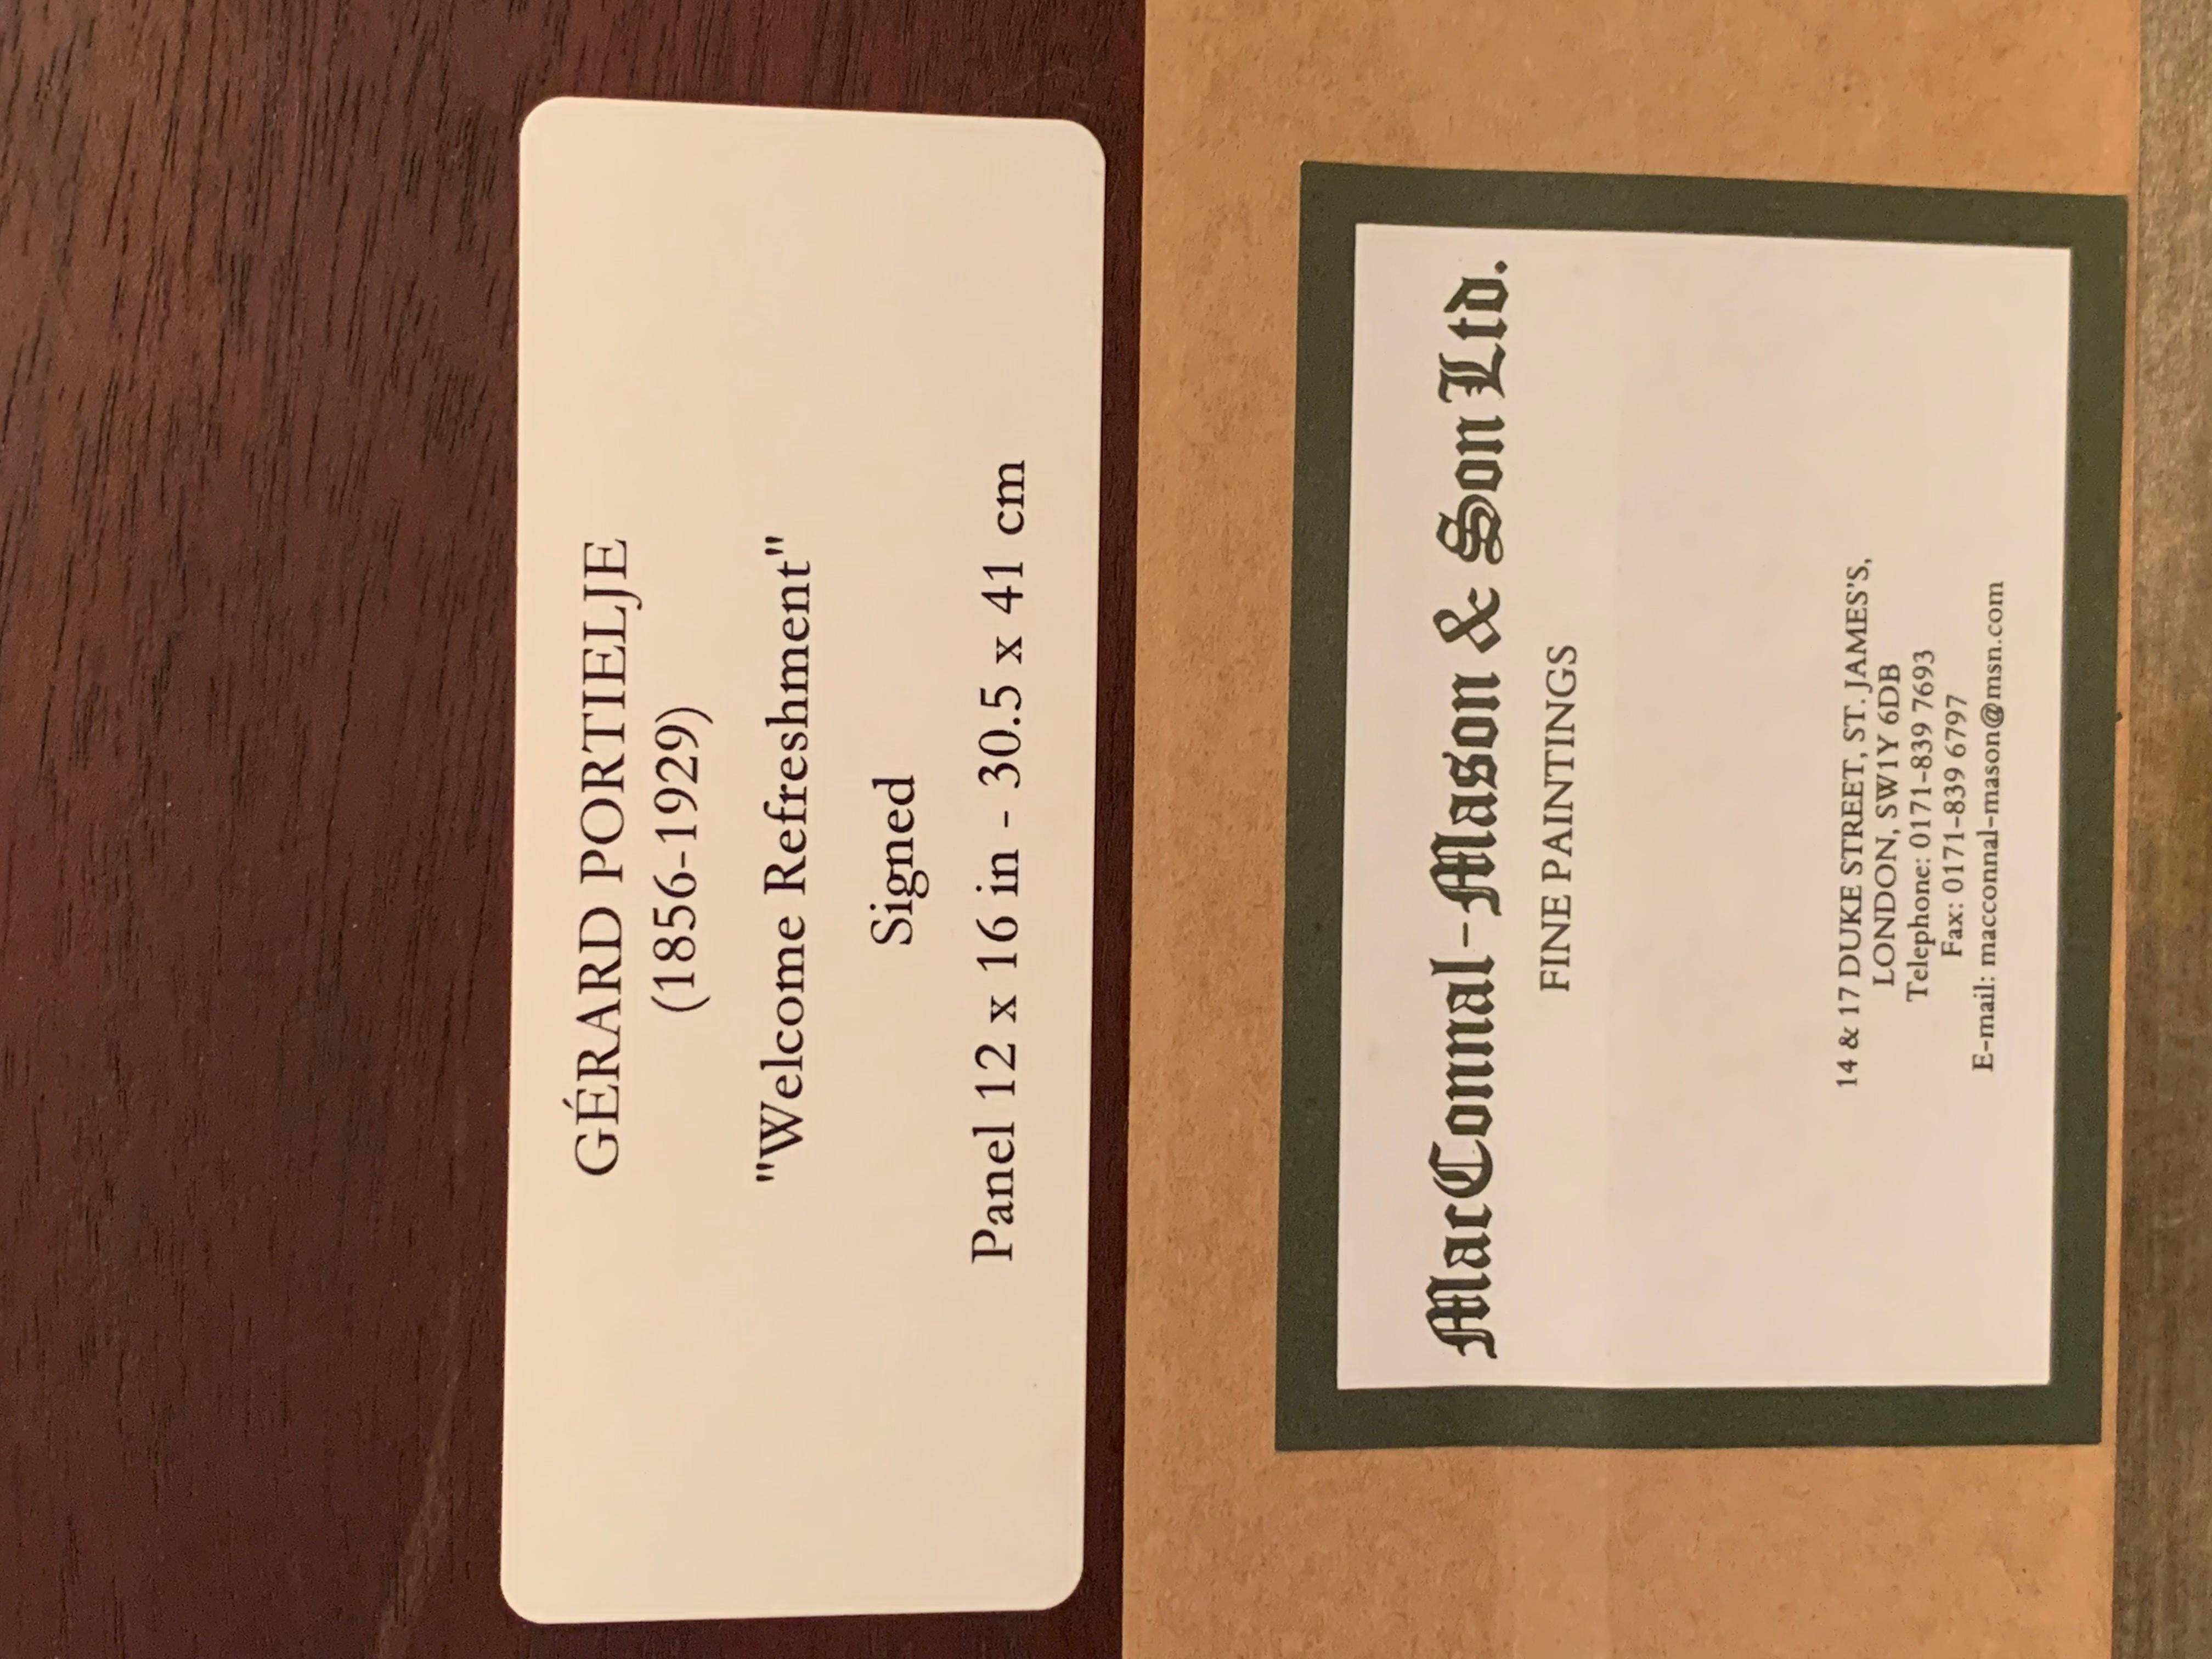 GÉRARD PORTIELJE
(1856-1929)
"Welcome Refreshment"
Signed
Panel 12 x 16 in - 30.5 x 41 cm
MacConnal-Mason & Son Ltd.
FINE PAINTINGS
14 & 17 DUKE STREET, ST. JAMES'S,
LONDON, SW1Y 6DB
Telephone: 0171-839 7693
Fax: 0171-839 6797
E-mail: macconnal-mason@msn.com